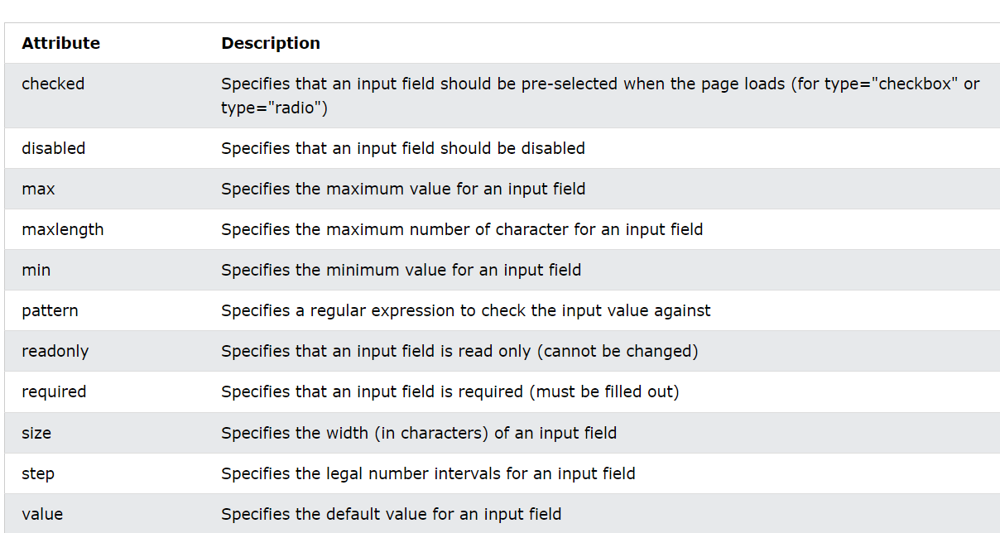 Attribute Description
checked Specifies that an input field should be pre-selected when the page loads (for type="checkbox" or
type="radio")
disabled Specifies that an input field should be disabled
max Specifies the maximum value for an input field
maxlength Specifies the maximum number of character for an input field
min Specifies the minimum value for an input field
pattern Specifies a regular expression to check the input value against
readonly Specifies that an input field is read only (cannot be changed)
required Specifies that an input field is required (must be filled out)
size Specifies the width (in characters) of an input field
step Specifies the legal number intervals for an input field
value Specifies the default value for an input field